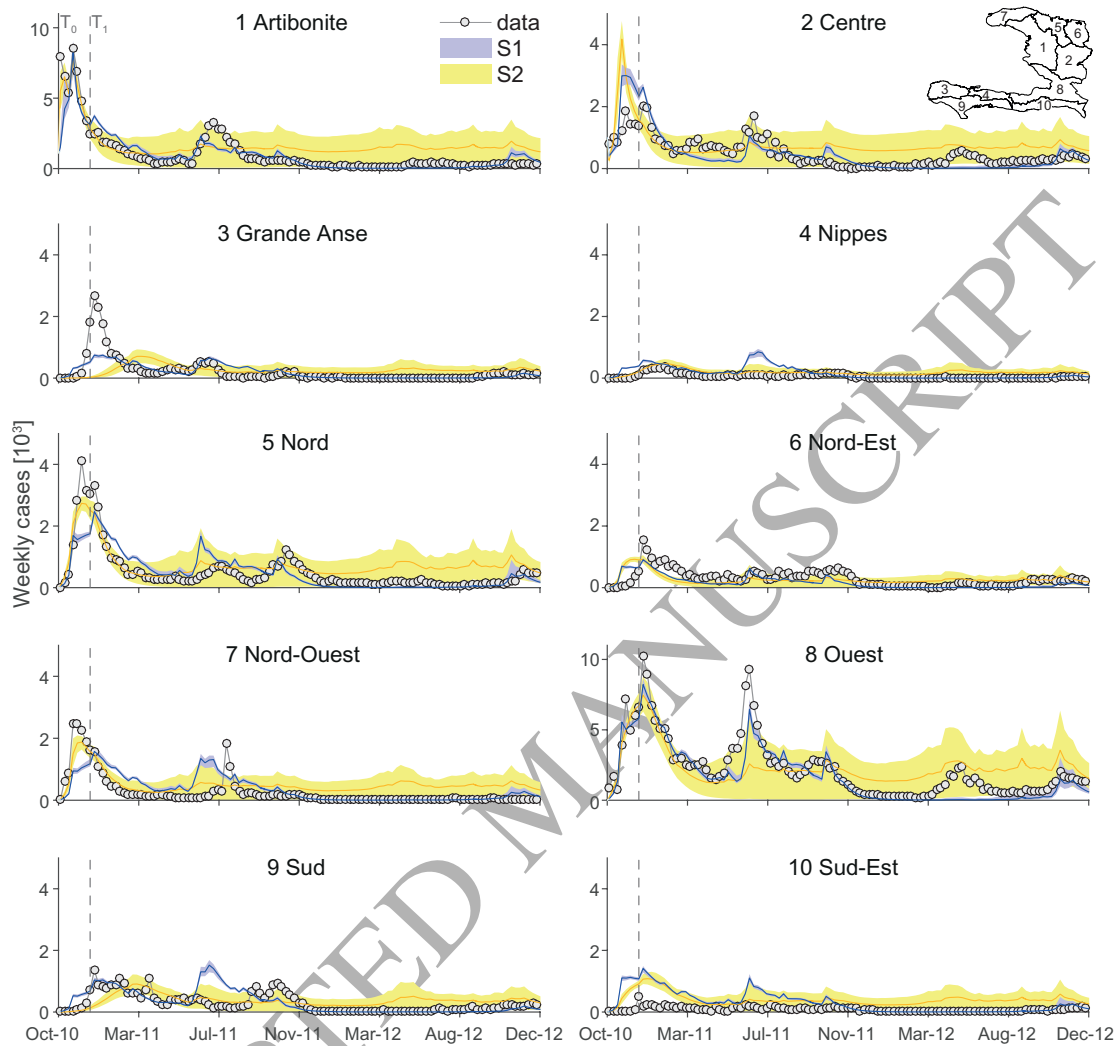 T₀ T₁
1 Artibonite
data
S1
S2
10
5
0
2 Centre
4
2
0
7
5
6
1
2
3
4
8
9
10
3 Grande Anse
4
2
0
4 Nippes
4
2
0
Weekly cases [10³]
5 Nord
4
2
0
6 Nord-Est
4
2
0
7 Nord-Ouest
4
2
0
8 Ouest
10
5
0
9 Sud
4
2
0
Oct-10 Mar-11 Jul-11 Nov-11 Mar-12 Aug-12 Dec-12
10 Sud-Est
4
2
0
Oct-10 Mar-11 Jul-11 Nov-11 Mar-12 Aug-12 Dec-12
PTED MANUSCRIPT